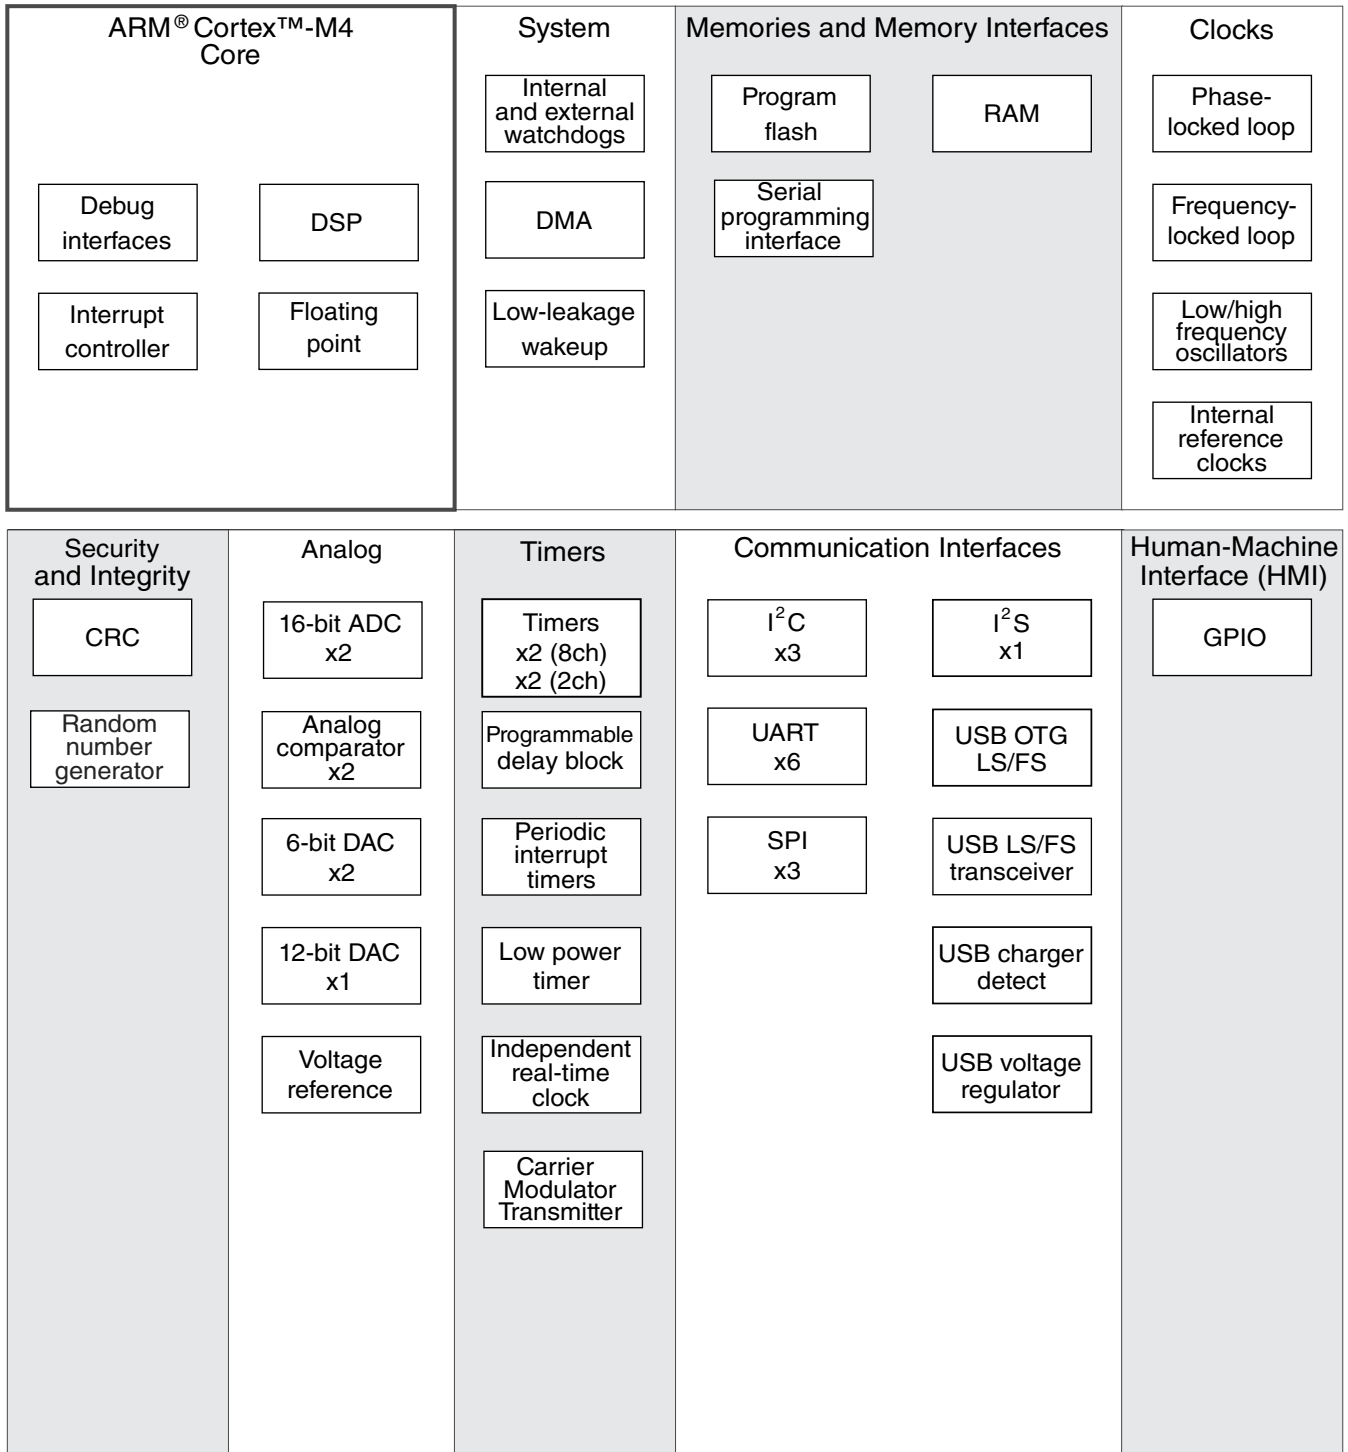 ARM® Cortex™-M4
Core
Debug
interfaces
DSP
Interrupt
controller
Floating
point
System
Internal
and external
watchdogs
DMA
Low-leakage
wakeup
Memories and Memory Interfaces
Program
flash
RAM
Serial
programming
interface
Clocks
Phase-
locked loop
Frequency-
locked loop
Low/high
frequency
oscillators
Internal
reference
clocks
Security
and Integrity
CRC
Random
number
generator
Analog
16-bit ADC
x2
Analog
comparator
x2
6-bit DAC
x2
12-bit DAC
x1
Voltage
reference
Timers
Timers
x2 (8ch)
x2 (2ch)
Programmable
delay block
Periodic
interrupt
timers
Low power
timer
Independent
real-time
clock
Carrier
Modulator
Transmitter
Communication Interfaces
I²C
x3
I²S
x1
UART
x6
USB OTG
LS/FS
SPI
x3
USB LS/FS
transceiver
USB charger
detect
USB voltage
regulator
Human-Machine
Interface (HMI)
GPIO